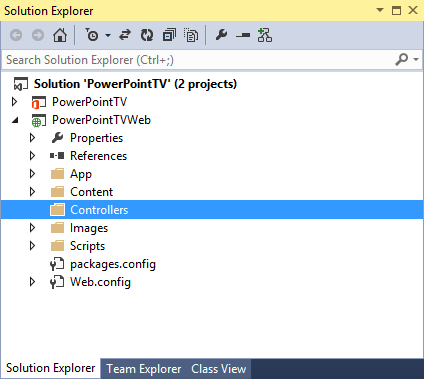 Solution Explorer
Search Solution Explorer (Ctrl+;)
Solution 'PowerPointTV' (2 projects)
PowerPointTV
PowerPointTVWeb
Properties
References
App
Content
Controllers
Images
Scripts
packages.config
Web.config
Solution Explorer Team Explorer Class View